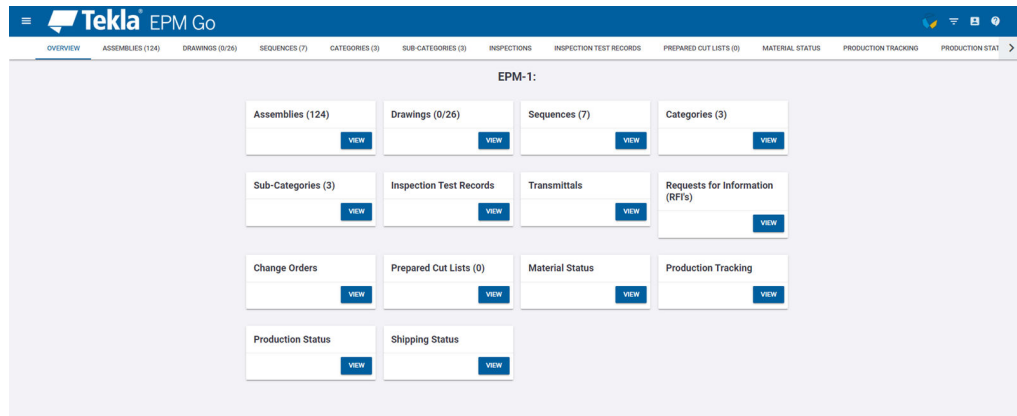 Tekla EPM Go
OVERVIEW ASSEMBLIES (124) DRAWINGS (0/26) SEQUENCES (7) CATEGORIES (3) SUB-CATEGORIES (3) INSPECTIONS INSPECTION TEST RECORDS PREPARED CUT LISTS (0) MATERIAL STATUS PRODUCTION TRACKING PRODUCTION STAT
EPM-1:
Assemblies (124) Drawings (0/26) Sequences (7) Categories (3)
VIEW VIEW VIEW VIEW
Sub-Categories (3) Inspection Test Records Transmittals Requests for Information
(RFI's)
VIEW VIEW VIEW
VIEW
Change Orders Prepared Cut Lists (0) Material Status Production Tracking
VIEW VIEW VIEW VIEW
Production Status Shipping Status
VIEW VIEW